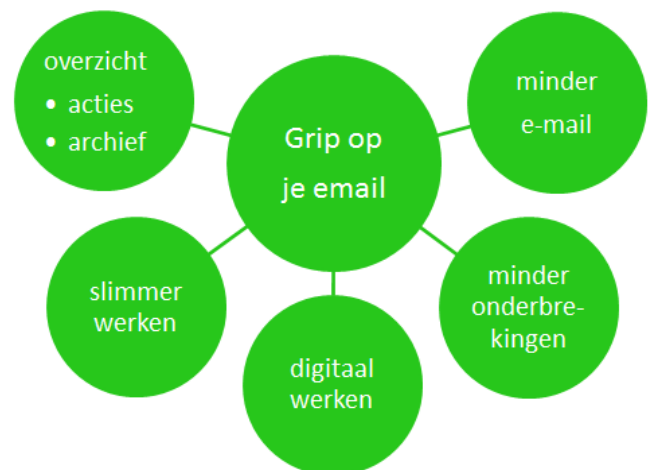 overzicht
• acties
• archief
Grip op
je email
minder
e-mail
slimmer
werken
digitaal
werken
minder
onderbre-
kingen